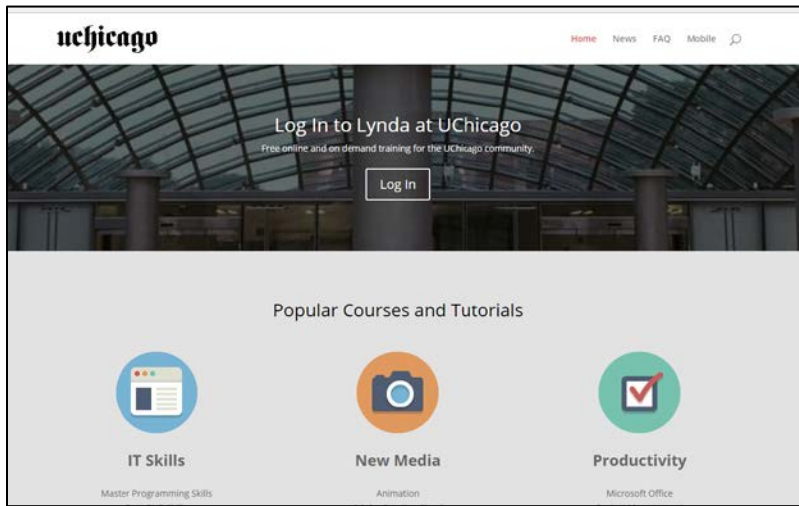 uchicago
Home News FAQ Mobile
Log In to Lynda at UChicago
Free online and on demand training for the UChicago community.
Log In
Popular Courses and Tutorials
IT Skills New Media Productivity
Master Programming Skills Animation Microsoft Office